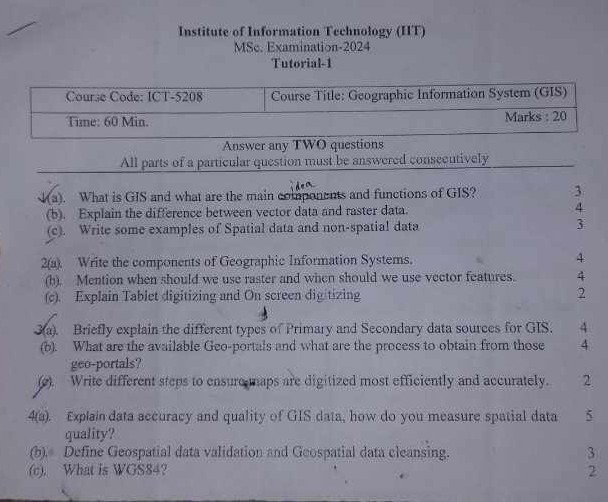 Institute of Information Technology (IIT)
MSc. Examination-2024
Tutorial-1
Course Code: ICT-5208 Course Title: Geographic Information System (GIS)
Time: 60 Min. Marks : 20
Answer any TWO questions
All parts of a particular question must be answered consecutively
idea
1(a). What is GIS and what are the main components and functions of GIS? 3
(b). Explain the difference between vector data and raster data. 4
(c). Write some examples of Spatial data and non-spatial data 3
2(a). Write the components of Geographic Information Systems. 4
(b). Mention when should we use raster and when should we use vector features. 4
(c). Explain Tablet digitizing and On screen digitizing 2
3(a). Briefly explain the different types of Primary and Secondary data sources for GIS. 4
(b). What are the available Geo-portals and what are the process to obtain from those 4
geo-portals?
(c). Write different steps to ensure maps are digitized most efficiently and accurately. 2
4(a). Explain data accuracy and quality of GIS data, how do you measure spatial data 5
quality?
(b). Define Geospatial data validation and Geospatial data cleansing. 3
(c). What is WGS84? 2